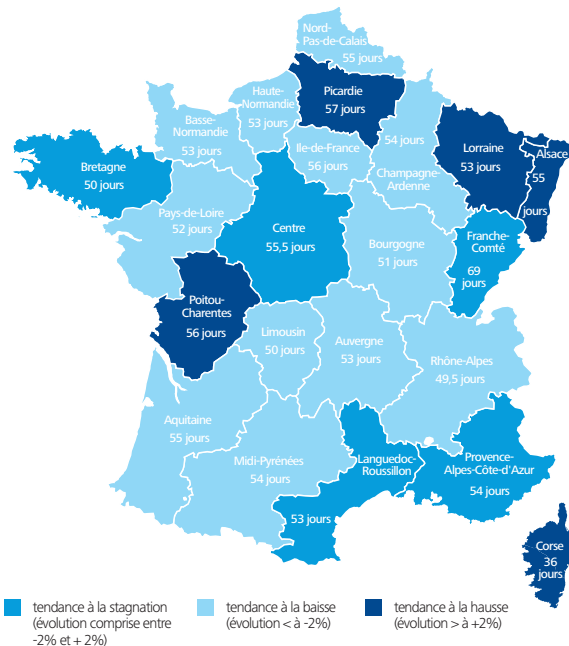 Nord-
Pas-de-Calais
55 jours
Picardie
57 jours
Haute-
Normandie
53 jours
Basse-
Normandie
53 jours
Ile-de-France
56 jours
54 jours
Champagne-
Ardenne
Lorraine
53 jours
Alsace
55
jours
Bretagne
50 jours
Pays-de-Loire
52 jours
Centre
55,5 jours
Bourgogne
51 jours
Franche-
Comté
69
jours
Poitou-
Charentes
56 jours
Limousin
50 jours
Auvergne
53 jours
Rhône-Alpes
49,5 jours
Aquitaine
55 jours
Midi-Pyrénées
54 jours
Languedoc-
Roussillon
53 jours
Provence-
Alpes-Côte-d'Azur
54 jours
Corse
36
jours
tendance à la stagnation
(évolution comprise entre
-2% et + 2%)
tendance à la baisse
(évolution < à -2%)
tendance à la hausse
(évolution > à +2%)